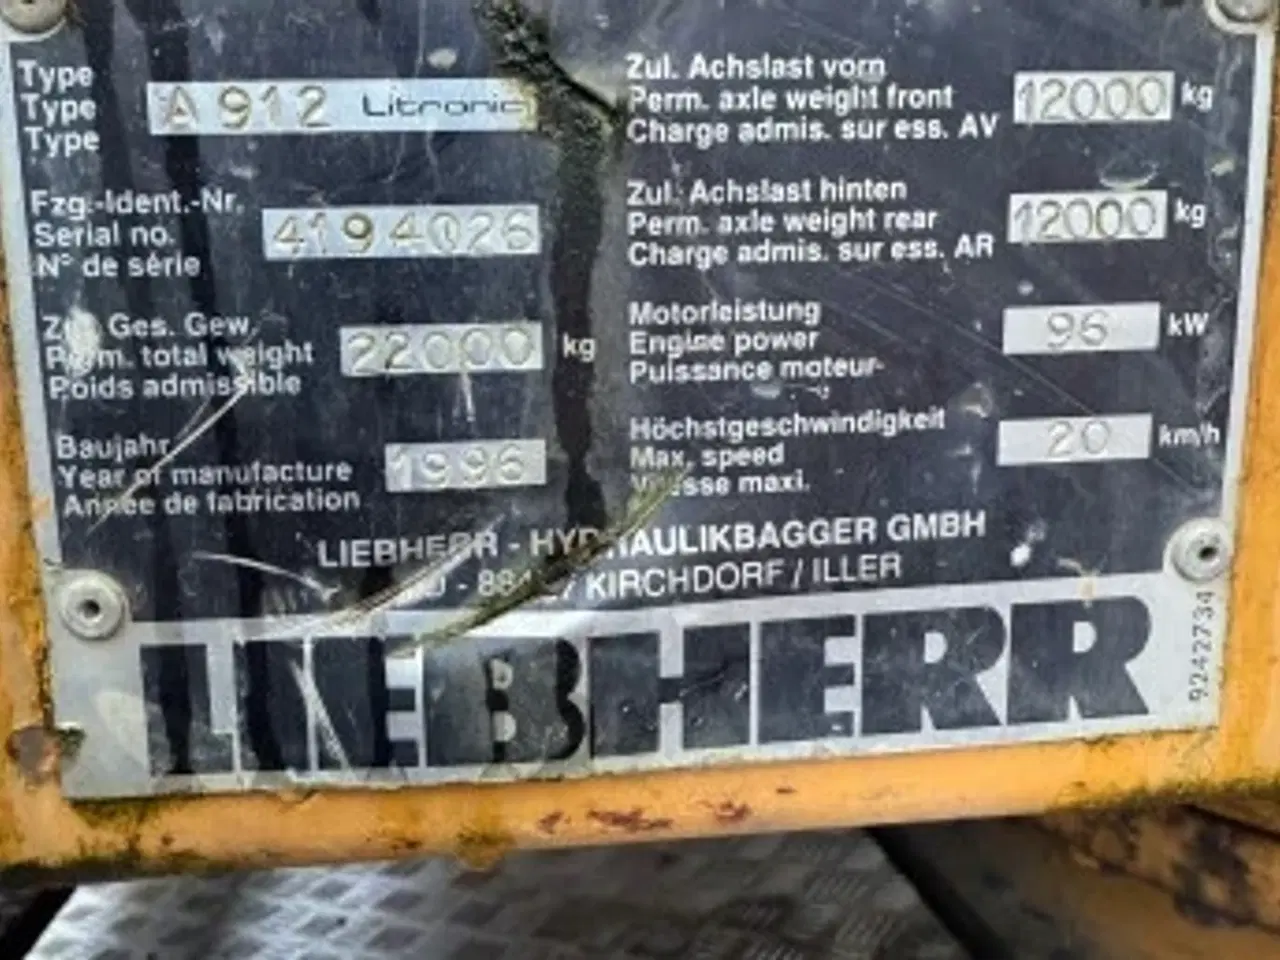 Type
Type A 912 Litronic
Type
Fzg.-Ident.-Nr.
Serial no. 4194026
N° de série
Zul. Ges. Gew.
Perm. total weight 22000 kg
Poids admissible
Baujahr
Year of manufacture 1996
Année de fabrication
Zul. Achslast vorn
Perm. axle weight front 12000 kg
Charge admis. sur ess. AV
Zul. Achslast hinten
Perm. axle weight rear 12000 kg
Charge admis. sur ess. AR
Motorleistung
Engine power 96 kW
Puissance moteur
Höchstgeschwindigkeit
Max. speed 20 km/h
Vitesse maxi.
LIEBHERR - HYDRAULIKBAGGER GMBH
KIRCHDORF / ILLER
LIEBHERR
9242734